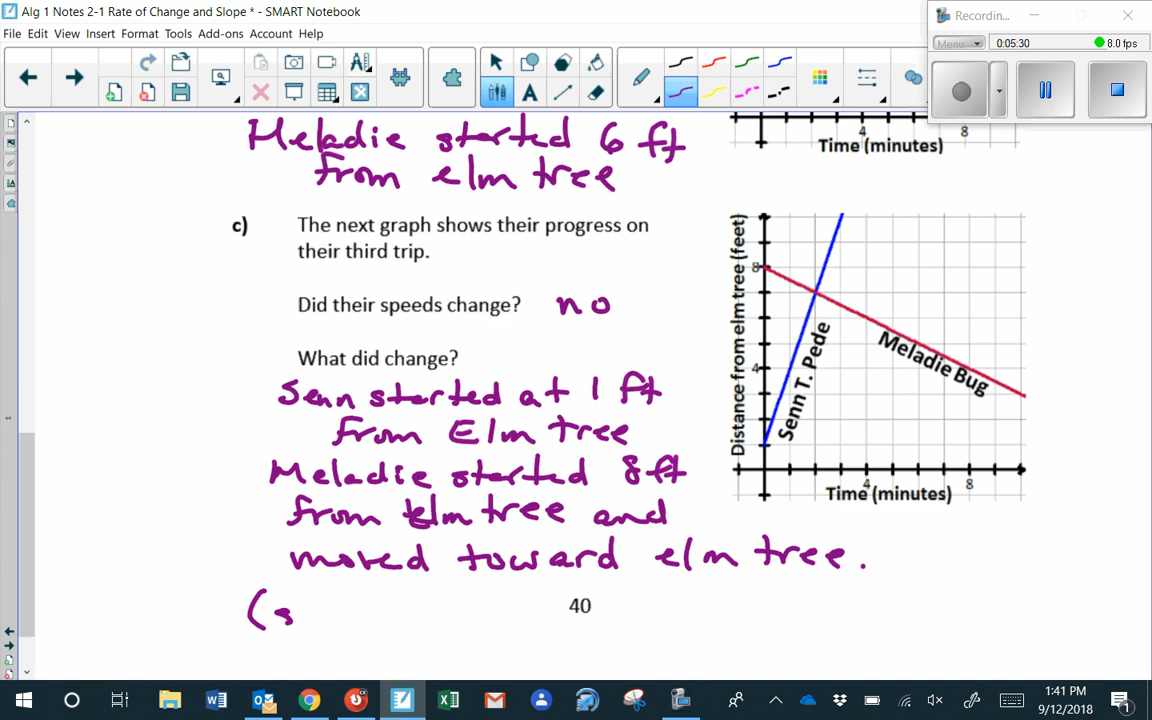 Alg 1 Notes 2-1 Rate of Change and Slope * - SMART Notebook
Recordin...
File Edit View Insert Format Tools Add-ons Account Help
Menu
0:05:30
8.0 fps
A
Meladie started 6 ft
from elm tree
4
8
Time (minutes)
c) The next graph shows their progress on
their third trip.
Did their speeds change? no
What did change?
Senn started at 1 ft
from Elm tree
Meladie started 8ft
from elm tree and
moved toward elm tree.
(s
40
Distance from elm tree (feet)
8
4
Senn T. Pede
Meladie Bug
4
8
Time (minutes)
1:41 PM
9/12/2018
1